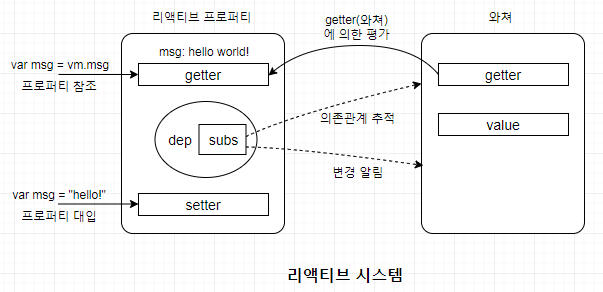 리액티브 프로퍼티
getter(와쳐)
에 의한 평가
와쳐
msg: hello world!
var msg = vm.msg
프로퍼티 참조
getter
getter
의존관계 추적
dep
subs
value
변경 알림
var msg = "hello!"
프로퍼티 대입
setter
리액티브 시스템